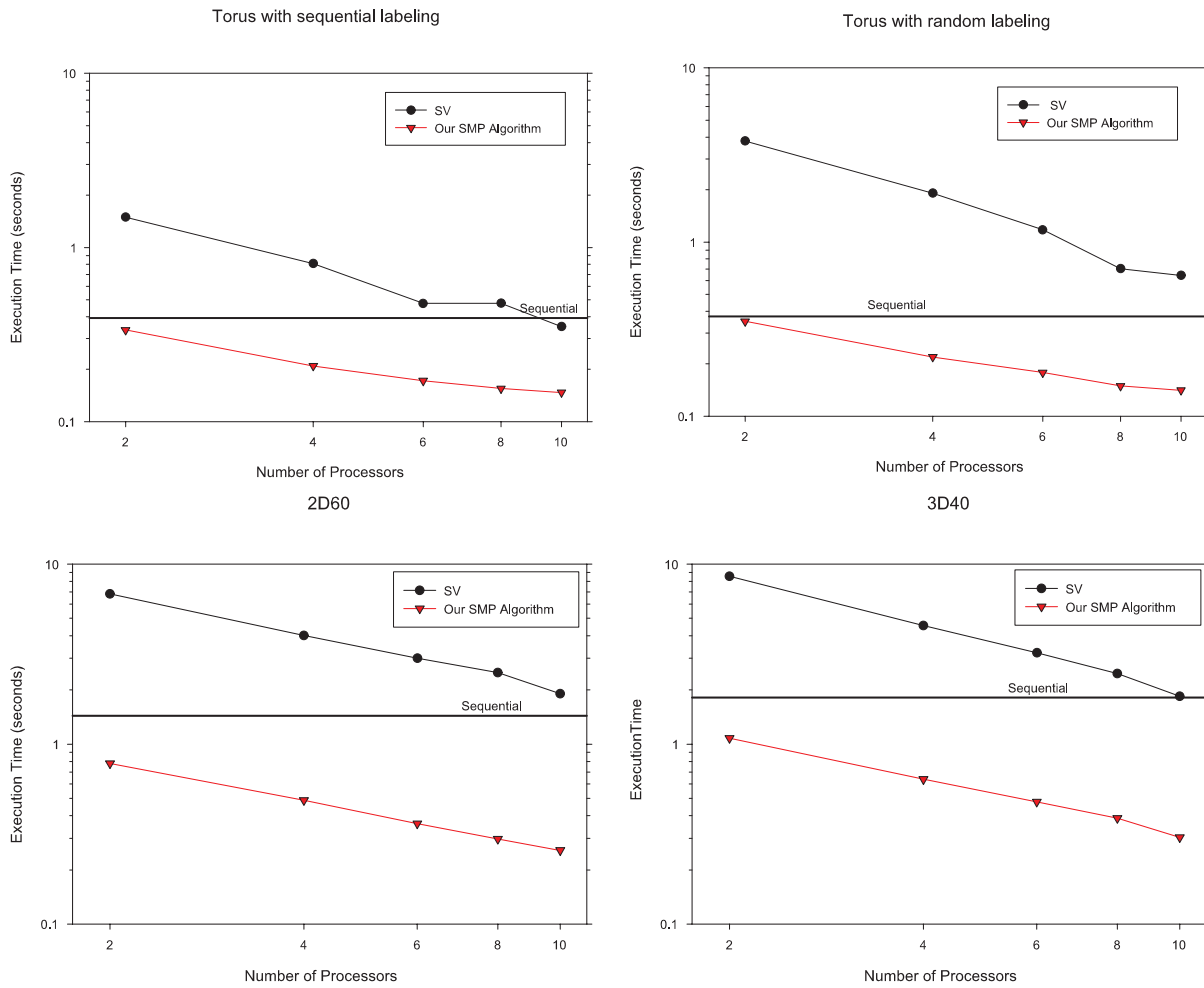 Torus with sequential labeling
10
1
0.1
Execution Time (seconds)
SV
Our SMP Algorithm
Sequential
2
4
6
8
10
Number of Processors
Torus with random labeling
10
1
0.1
Execution Time (seconds)
SV
Our SMP Algorithm
Sequential
2
4
6
8
10
Number of Processors
2D60
10
1
0.1
Execution Time (seconds)
SV
Our SMP Algorithm
Sequential
2
4
6
8
10
Number of Processors
3D40
10
1
0.1
ExecutionTime
SV
Our SMP Algorithm
Sequential
2
4
6
8
10
Number of Processors